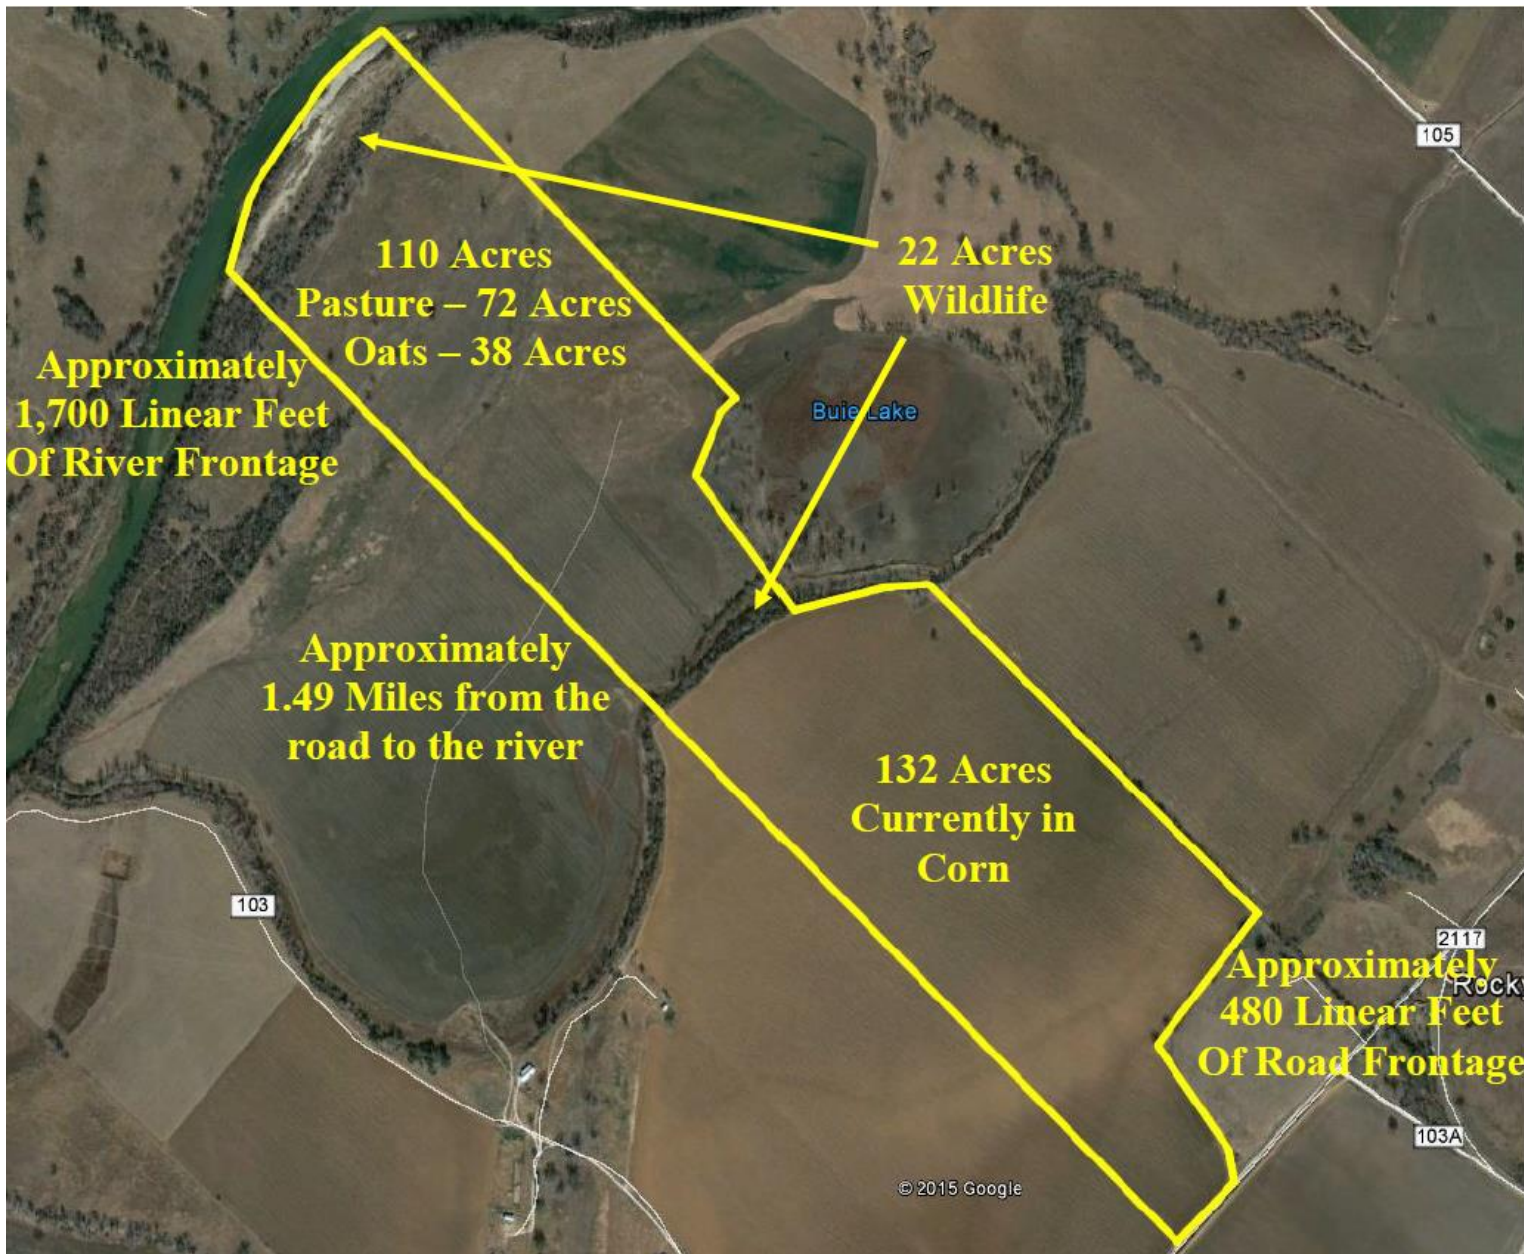 105
110 Acres
Pasture – 72 Acres
Oats – 38 Acres
22 Acres
Wildlife
Approximately
1,700 Linear Feet
Of River Frontage
Buie Lake
Approximately
1.49 Miles from the
road to the river
132 Acres
Currently in
Corn
103
2117
Approximately
Rocky
480 Linear Feet
Of Road Frontage
103A
© 2015 Google